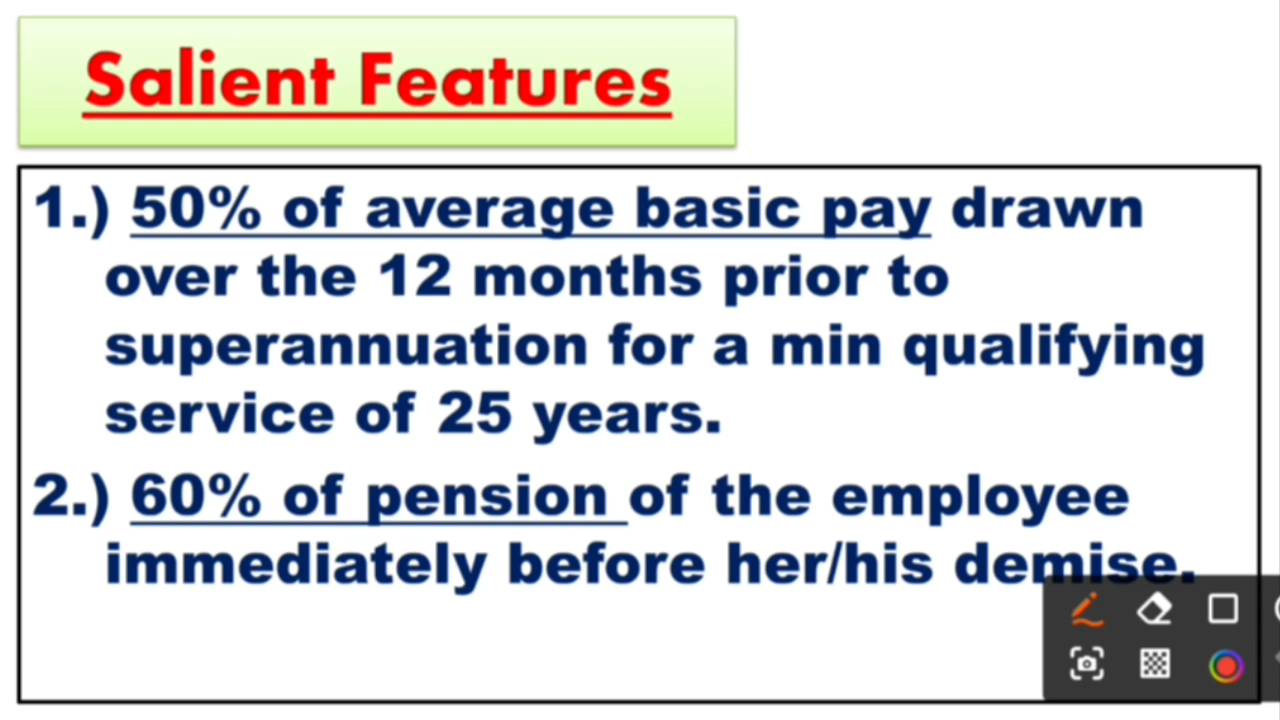 Salient Features
1.) 50% of average basic pay drawn
over the 12 months prior to
superannuation for a min qualifying
service of 25 years.
2.) 60% of pension of the employee
immediately before her/his demise.